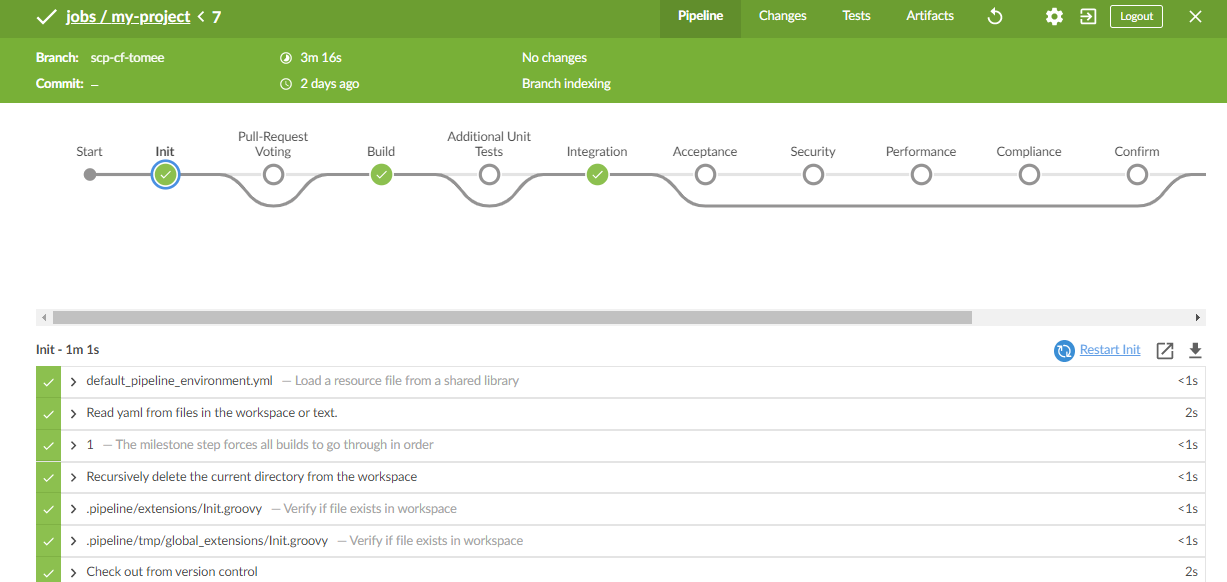 jobs / my-project < 7
Pipeline Changes Tests Artifacts Logout
Branch: scp-cf-tomee 3m 16s No changes
Commit: – 2 days ago Branch indexing
Pull-Request Additional Unit
Start Init Voting Build Tests Integration Acceptance Security Performance Compliance Confirm
Init - 1m 1s Restart Init
default_pipeline_environment.yml — Load a resource file from a shared library <1s
Read yaml from files in the workspace or text. 2s
1 — The milestone step forces all builds to go through in order <1s
Recursively delete the current directory from the workspace <1s
.pipeline/extensions/Init.groovy — Verify if file exists in workspace <1s
.pipeline/tmp/global_extensions/Init.groovy — Verify if file exists in workspace <1s
Check out from version control 2s